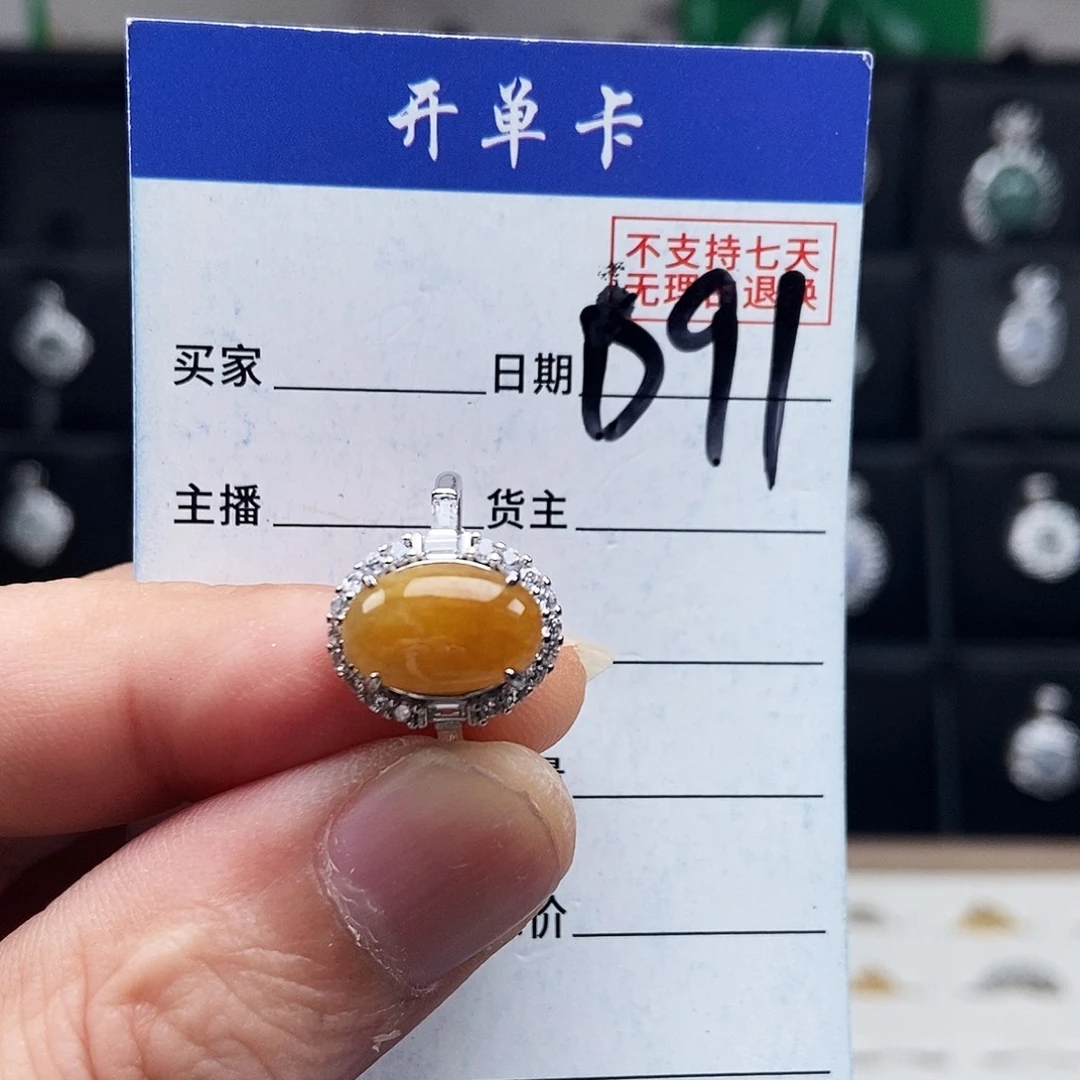 开单卡
不支持七天
无理由退换
买家 日期 D91
主播 货主
价